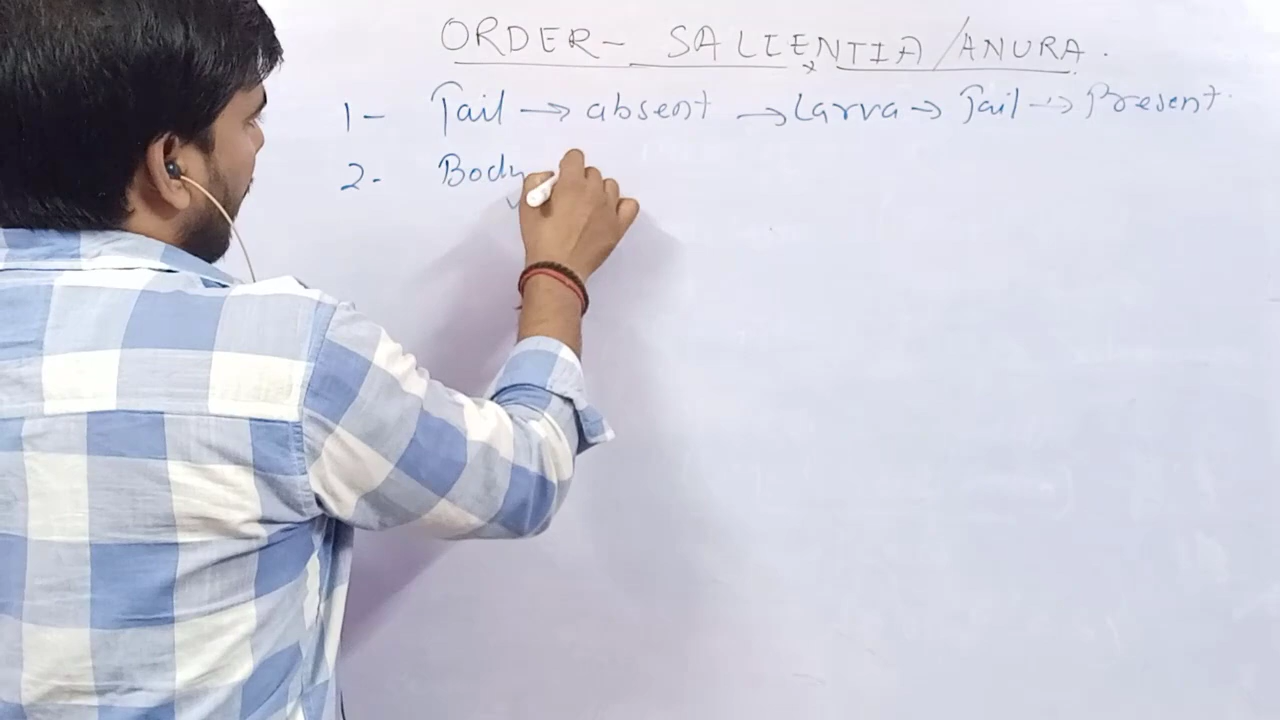 ORDER- SALIENTIA/ANURA.
1- Tail → absent → Larva → Tail → Present.
2- Body